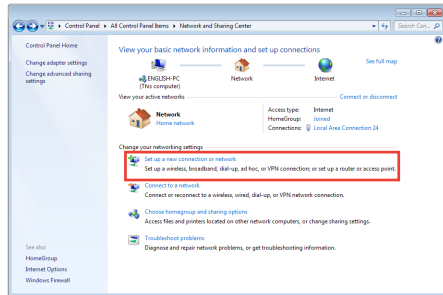 Control Panel ▸ All Control Panel Items ▸ Network and Sharing Center
Search Con...
Control Panel Home
Change adapter settings
Change advanced sharing
settings
View your basic network information and set up connections
See full map
ENGLISH-PC
(This computer)
Network
Internet
View your active networks
Connect or disconnect
Network
Home network
Access type: Internet
HomeGroup: Joined
Connections: Local Area Connection 24
Change your networking settings
Set up a new connection or network
Set up a wireless, broadband, dial-up, ad hoc, or VPN connection; or set up a router or access point.
Connect to a network
Connect or reconnect to a wireless, wired, dial-up, or VPN network connection.
Choose homegroup and sharing options
Access files and printers located on other network computers, or change sharing settings.
Troubleshoot problems
Diagnose and repair network problems, or get troubleshooting information.
See also
HomeGroup
Internet Options
Windows Firewall